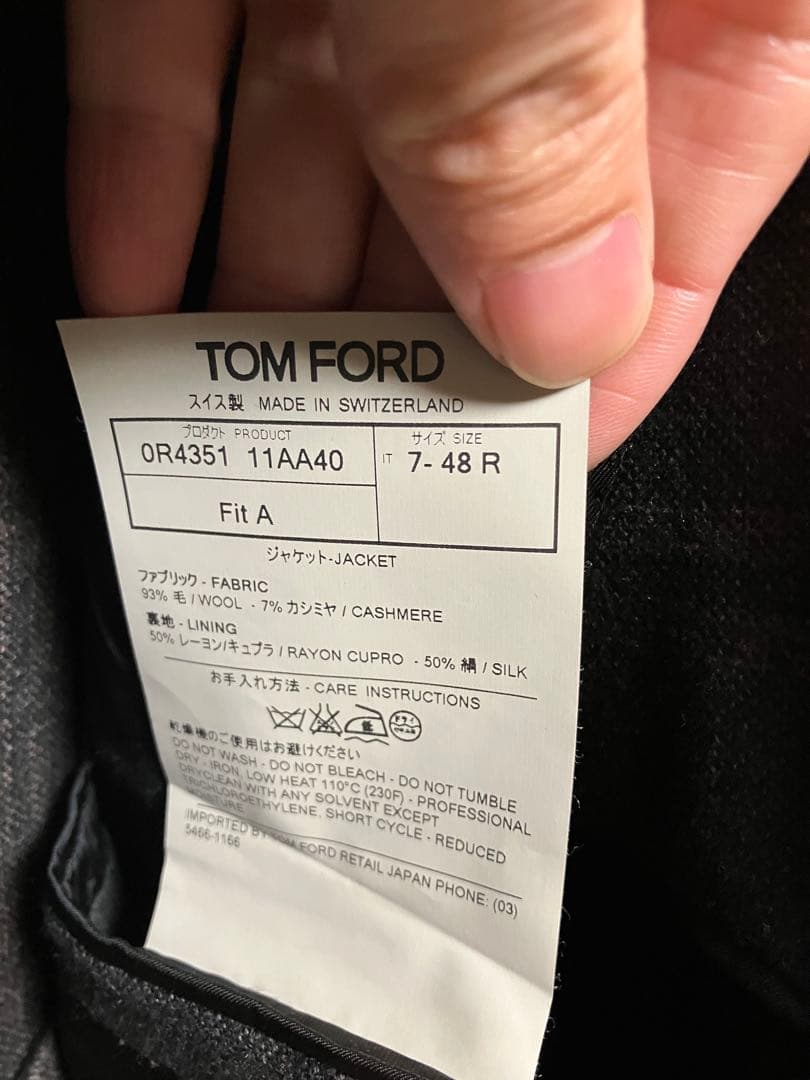 TOM FORD
スイス製 MADE IN SWITZERLAND
プロダクト PRODUCT
0R4351 11AA40
サイズ SIZE
IT 7- 48 R
Fit A
ジャケット-JACKET
ファブリック - FABRIC
93% 毛 / WOOL - 7% カシミヤ / CASHMERE
裏地 - LINING
50% レーヨン/キュプラ / RAYON CUPRO - 50% 絹 / SILK
お手入れ方法 - CARE INSTRUCTIONS
ドライ
乾燥機のご使用はお避けください
DO NOT WASH - DO NOT BLEACH - DO NOT TUMBLE
DRY - IRON, LOW HEAT 110°C (230F) - PROFESSIONAL
DRYCLEAN WITH ANY SOLVENT EXCEPT
TRICHLOROETHYLENE, SHORT CYCLE - REDUCED
MOISTURE
IMPORTED BY TOM FORD RETAIL JAPAN PHONE: (03)
5466-1166